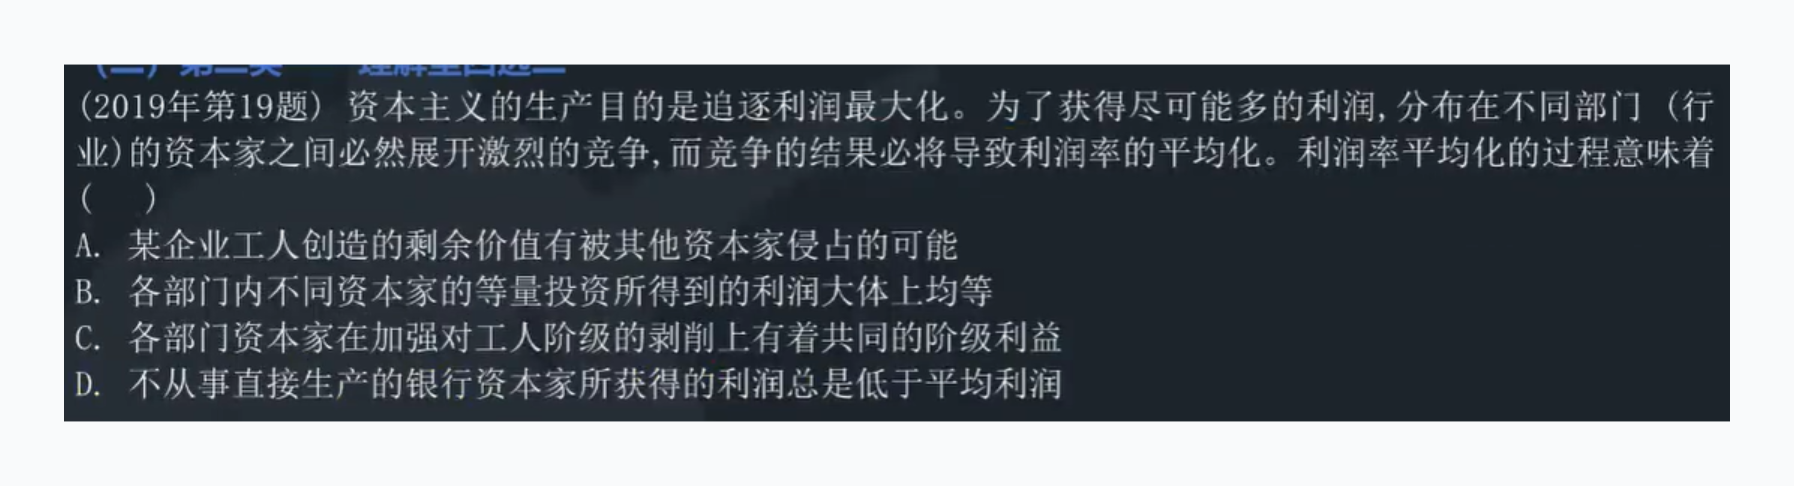 (2019年第19题) 资本主义的生产目的是追逐利润最大化。为了获得尽可能多的利润,分布在不同部门 (行
业)的资本家之间必然展开激烈的竞争,而竞争的结果必将导致利润率的平均化。利润率平均化的过程意味着
(  )
A. 某企业工人创造的剩余价值有被其他资本家侵占的可能
B. 各部门内不同资本家的等量投资所得到的利润大体上均等
C. 各部门资本家在加强对工人阶级的剥削上有着共同的阶级利益
D. 不从事直接生产的银行资本家所获得的利润总是低于平均利润